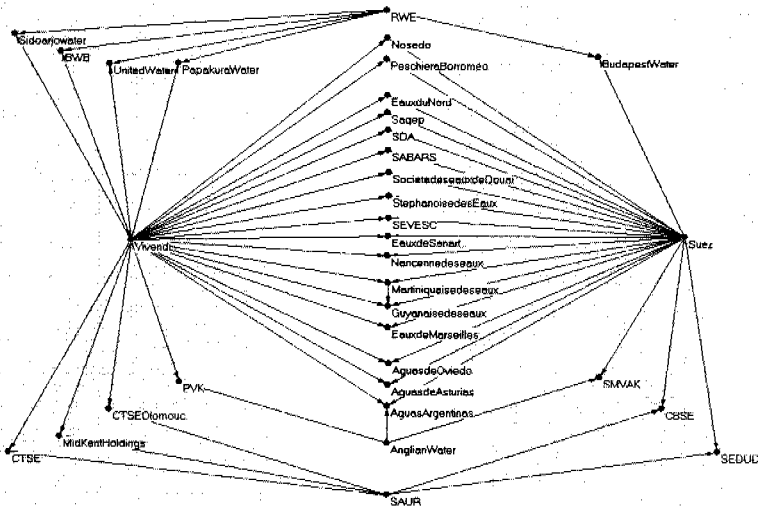 RWE
Sidoarjowater
BWB
UnitedWater
PapakuraWater
Nosedo
PeschieraBorromeo
BudapestWater
EauxduNord
Sagep
SDA
SABARS
SocietedeseauxdeDouai
StephanoisedesEaux
SEVESC
Vivendi
EauxdeSenart
Suez
Nanceennedeseaux
Martiniquaisedeseaux
Guyanaisedeseaux
EauxdeMarseilles
AguasdeOviedo
PVK
AguasdeAsturias
SMVAK
CTSEOlomouc
AguasArgentinas
CBSE
MidKentHoldings
AnglianWater
CTSE
SEDUD
SAUR